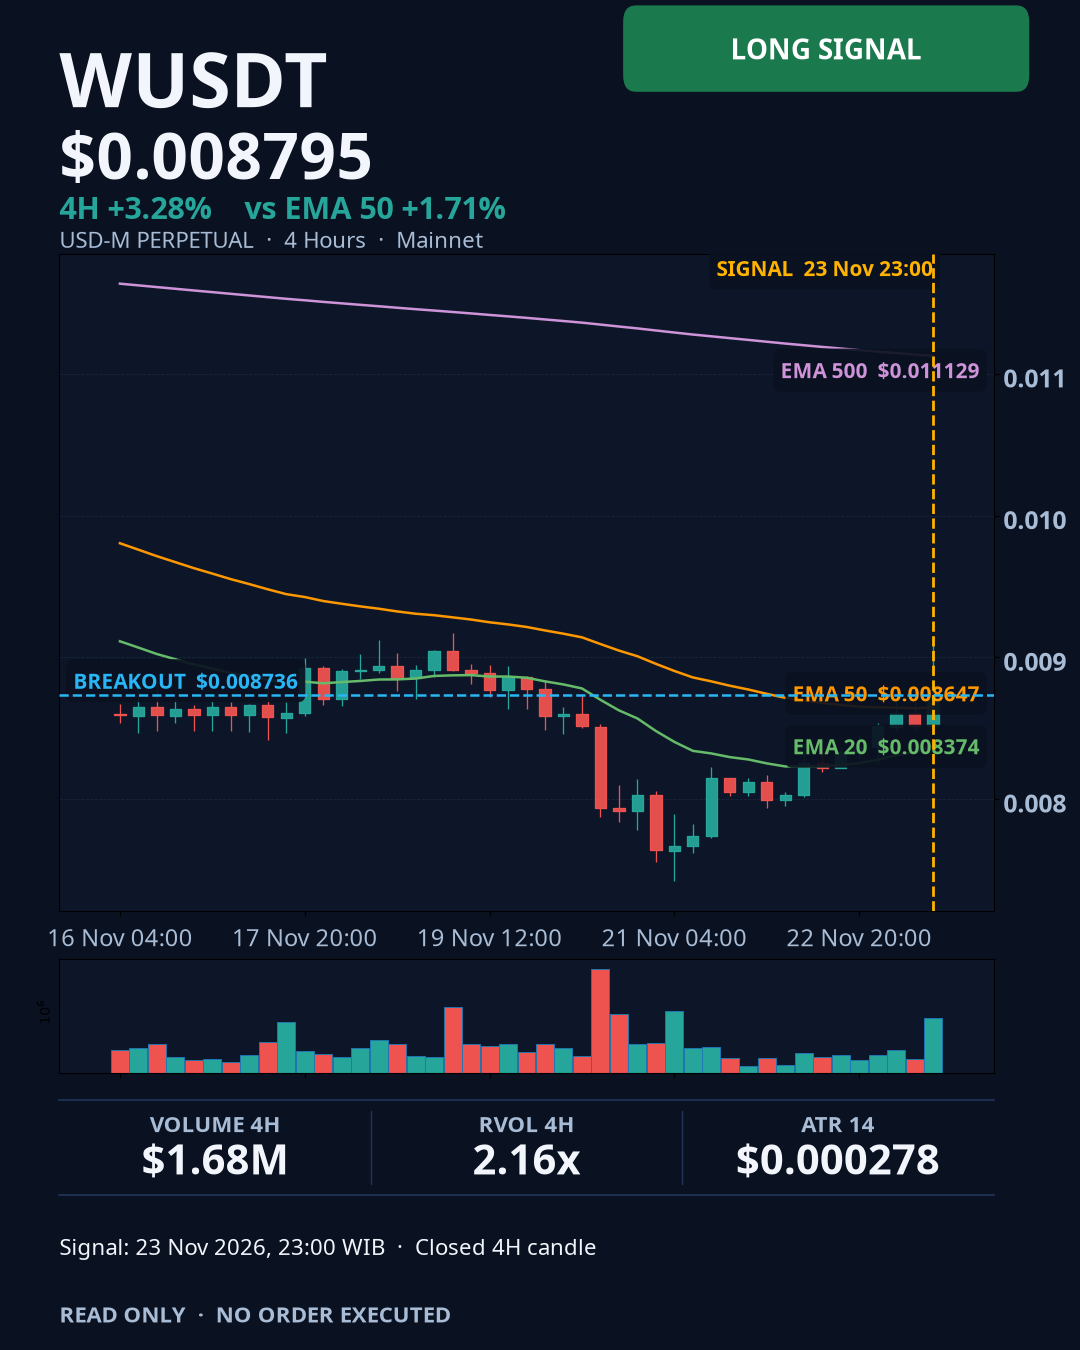 LONG SIGNAL
WUSDT
$0.008795
4H +3.28% vs EMA 50 +1.71%
USD-M PERPETUAL · 4 Hours · Mainnet
SIGNAL 23 Nov 23:00
EMA 500 $0.011129
0.011
0.010
0.009
BREAKOUT $0.008736
EMA 50 $0.008647
EMA 20 $0.008374
0.008
16 Nov 04:00 17 Nov 20:00 19 Nov 12:00 21 Nov 04:00 22 Nov 20:00
10⁶
VOLUME 4H RVOL 4H ATR 14
$1.68M 2.16x $0.000278
Signal: 23 Nov 2026, 23:00 WIB · Closed 4H candle
READ ONLY · NO ORDER EXECUTED